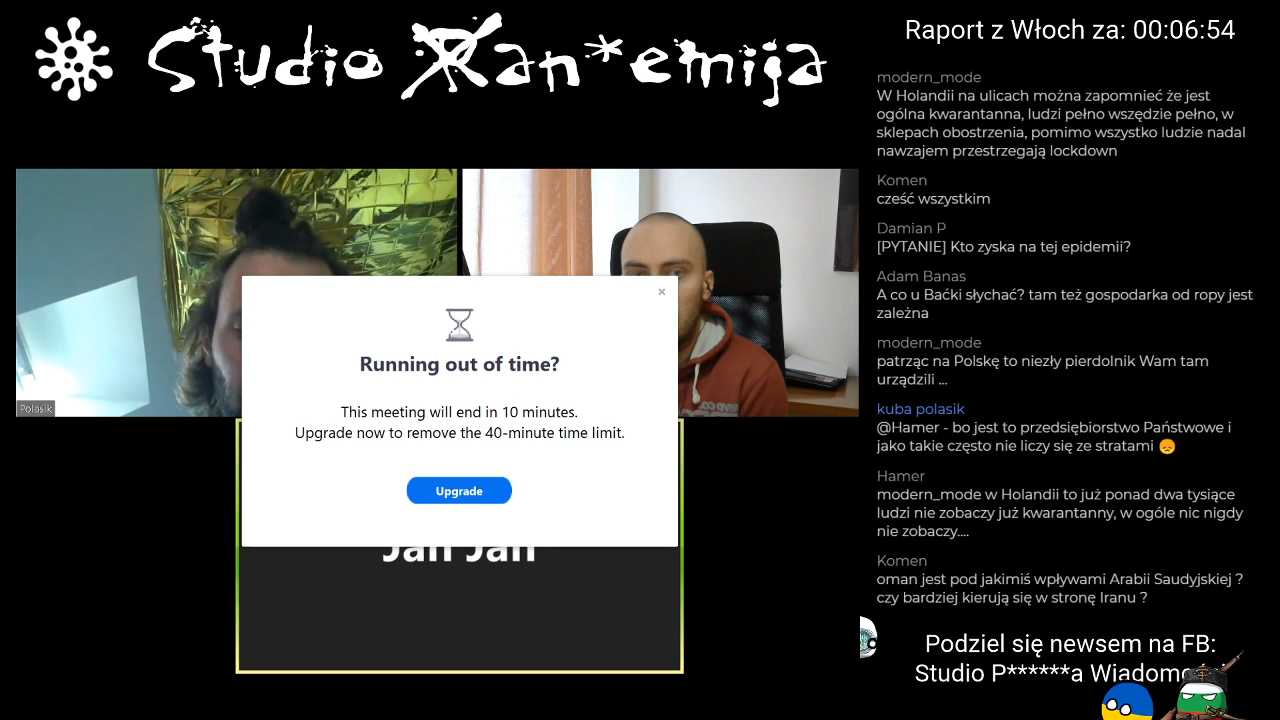 Studio Pan*emija
Raport z Włoch za: 00:06:54
modern_mode
W Holandii na ulicach można zapomnieć że jest
ogólna kwarantanna, ludzi pełno wszędzie pełno, w
sklepach obostrzenia, pomimo wszystko ludzie nadal
nawzajem przestrzegają lockdown
Komen
cześć wszystkim
Damian P
[PYTANIE] Kto zyska na tej epidemii?
Adam Banas
A co u Baćki słychać? tam też gospodarka od ropy jest
zależna
modern_mode
patrząc na Polskę to niezły pierdolnik Wam tam
urządzili ...
kuba polasik
@Hamer - bo jest to przedsiębiorstwo Państwowe i
jako takie często nie liczy się ze stratami 😞
Hamer
modern_mode w Holandii to już ponad dwa tysiące
ludzi nie zobaczy już kwarantanny, w ogóle nic nigdy
nie zobaczy....
Komen
oman jest pod jakimiś wpływami Arabii Saudyjskiej ?
czy bardziej kierują się w stronę Iranu ?
Podziel się newsem na FB:
Studio P******a
Polasik
Running out of time?
This meeting will end in 10 minutes.
Upgrade now to remove the 40-minute time limit.
Upgrade
Jan Jan